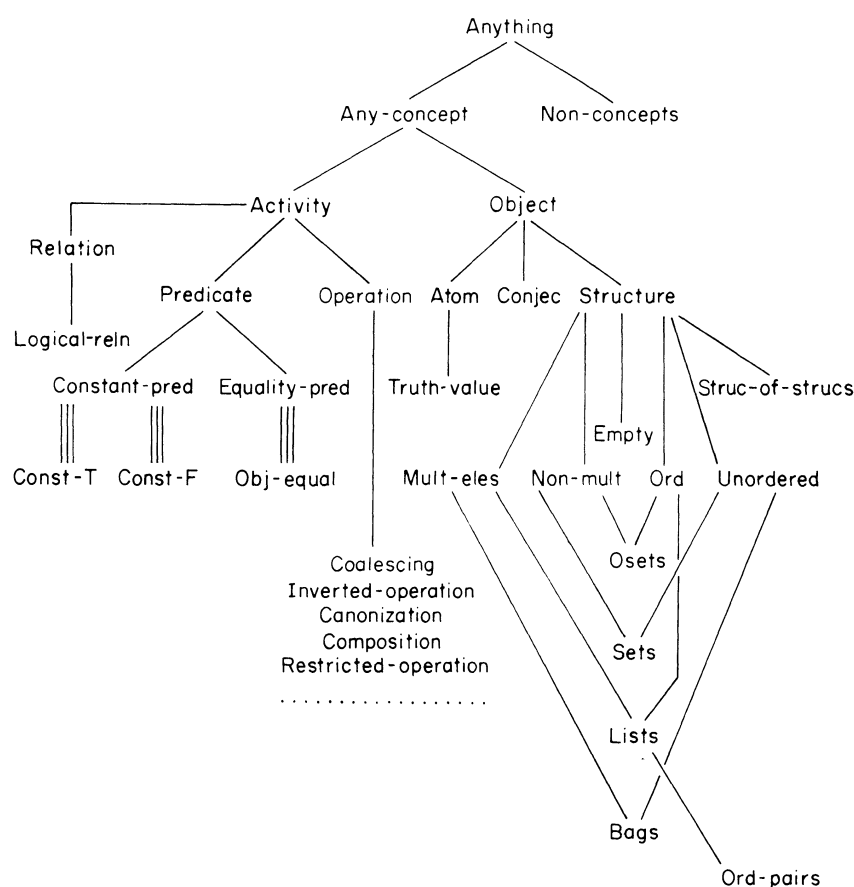 Anything
Any-concept Non-concepts
Activity Object
Relation
Predicate Operation Atom Conjec Structure
Logical-reln
Constant-pred Equality-pred Truth-value Struc-of-strucs
Empty
Const-T Const-F Obj-equal Mult-eles Non-mult Ord Unordered
Osets
Coalescing
Inverted-operation
Canonization
Composition
Restricted-operation
..................
Sets
Lists
Bags
Ord-pairs